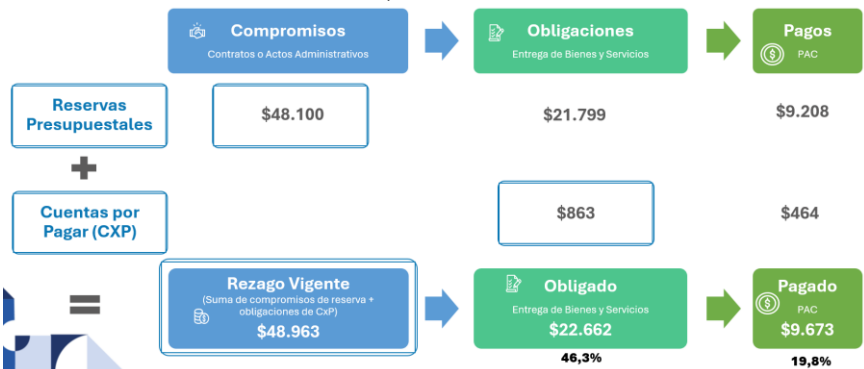 Compromisos
Contratos o Actos Administrativos
Obligaciones
Entrega de Bienes y Servicios
Pagos
PAC
Reservas
Presupuestales
$48.100
$21.799
$9.208
Cuentas por
Pagar (CXP)
$863
$464
Rezago Vigente
(Suma de compromisos de reserva +
obligaciones de CxP)
$48.963
Obligado
Entrega de Bienes y Servicios
$22.662
46,3%
Pagado
PAC
$9.673
19,8%